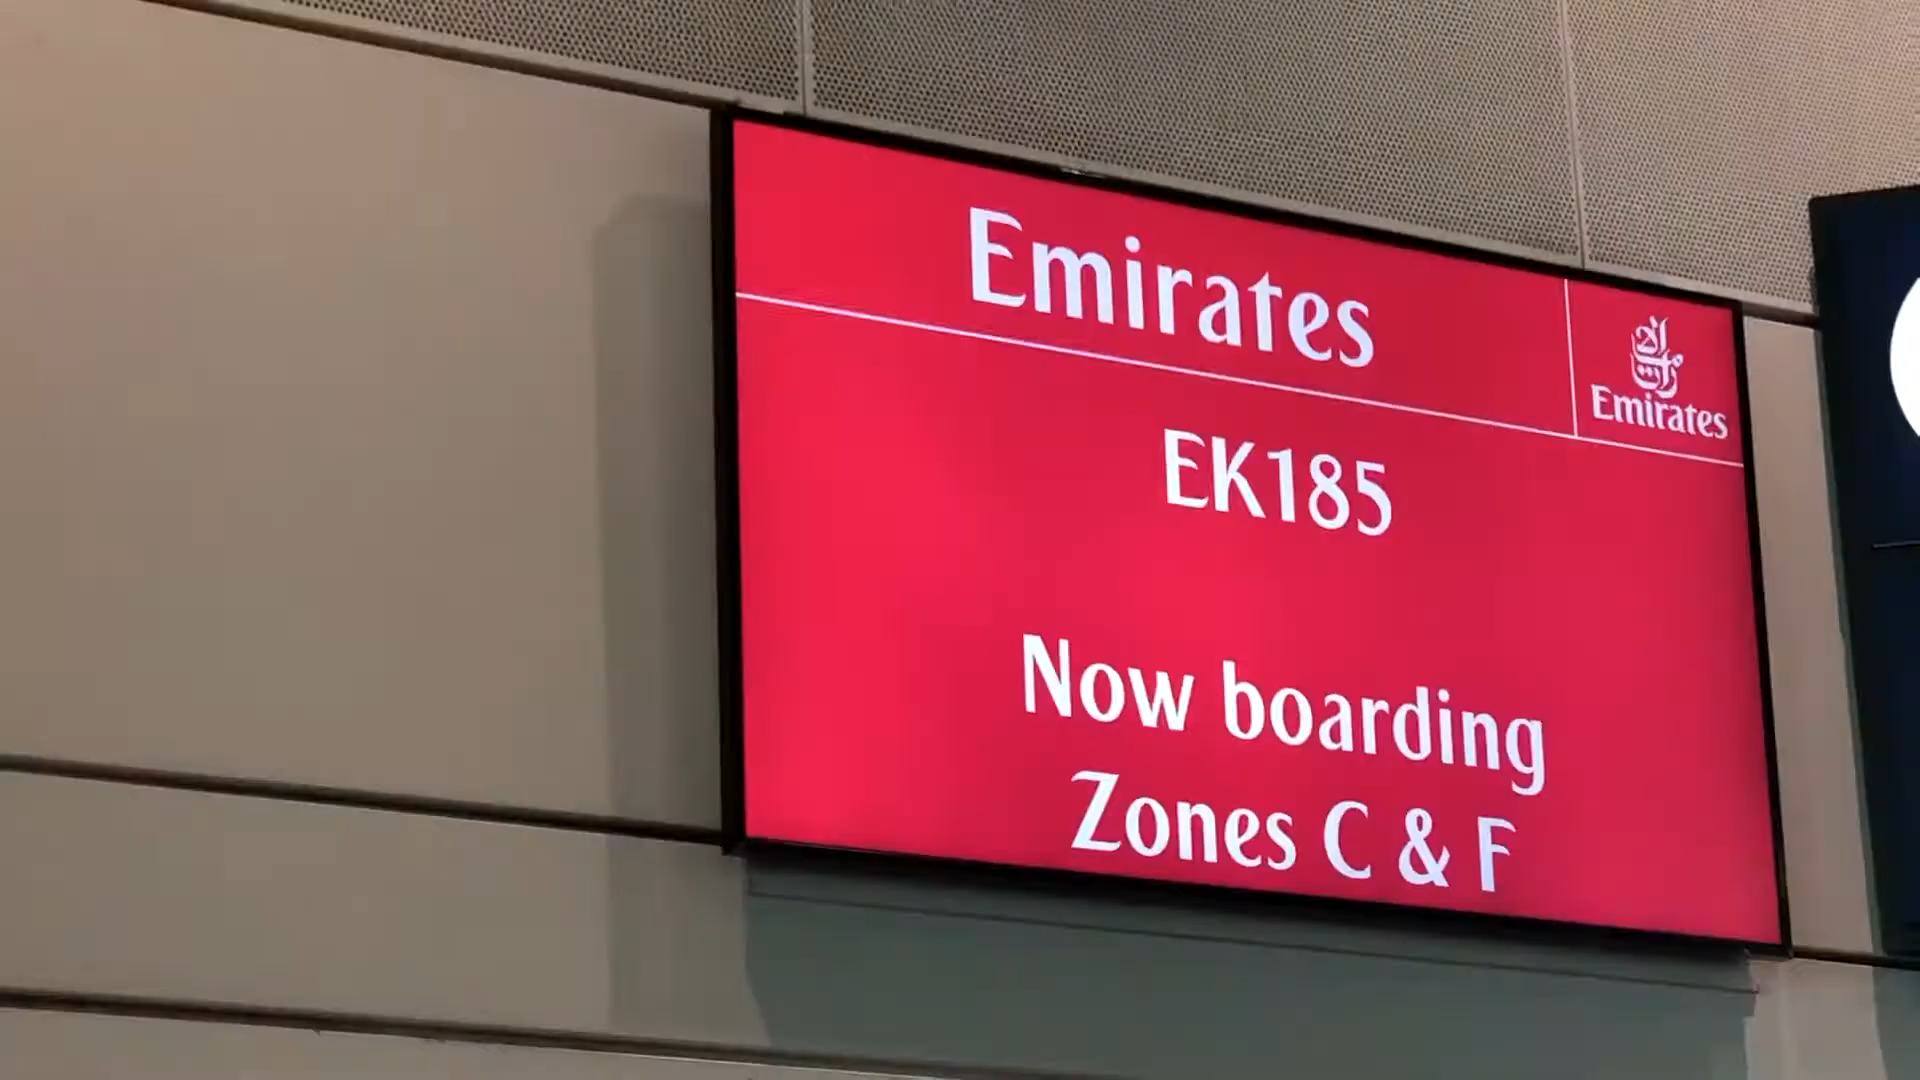 Emirates
Emirates
EK185
Now boarding
Zones C & F